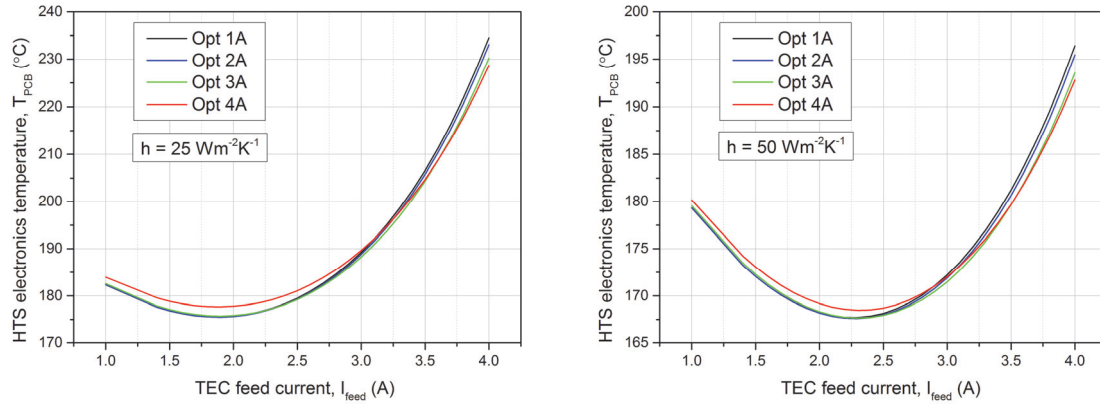 HTS electronics temperature, T_PCB (°C)
240
230
220
210
200
190
180
170
Opt 1A
Opt 2A
Opt 3A
Opt 4A
h = 25 Wm⁻²K⁻¹
1.0 1.5 2.0 2.5 3.0 3.5 4.0
TEC feed current, I_feed (A)
HTS electronics temperature, T_PCB (°C)
200
195
190
185
180
175
170
165
Opt 1A
Opt 2A
Opt 3A
Opt 4A
h = 50 Wm⁻²K⁻¹
1.0 1.5 2.0 2.5 3.0 3.5 4.0
TEC feed current, I_feed (A)